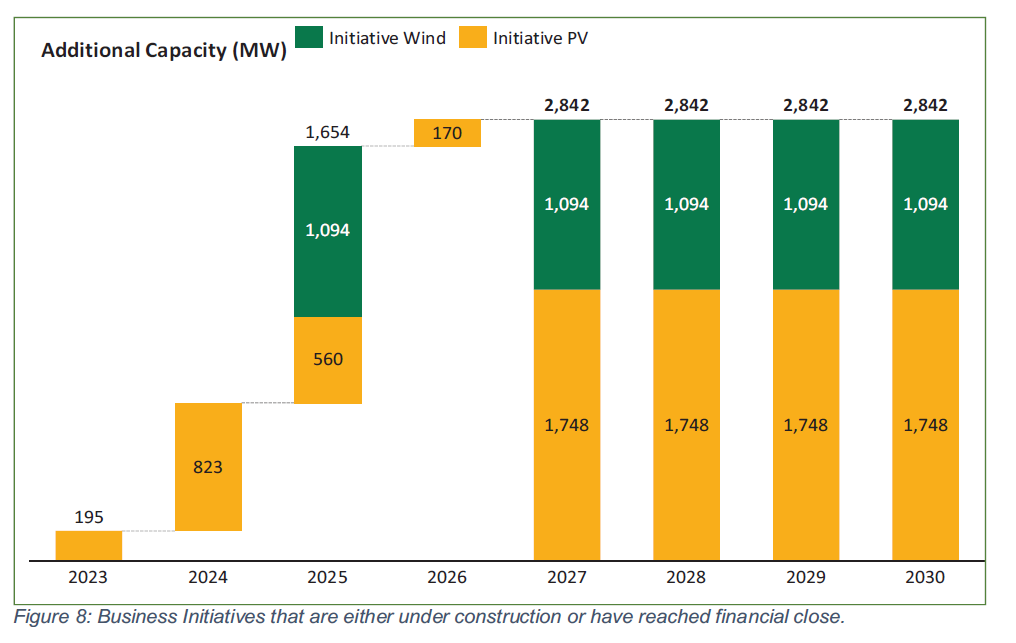 Additional Capacity (MW)
Initiative Wind
Initiative PV
2,842 2,842 2,842 2,842
1,654
170
1,094 1,094 1,094 1,094
1,094
560
1,748 1,748 1,748 1,748
823
195
2023 2024 2025 2026 2027 2028 2029 2030
Figure 8: Business Initiatives that are either under construction or have reached financial close.